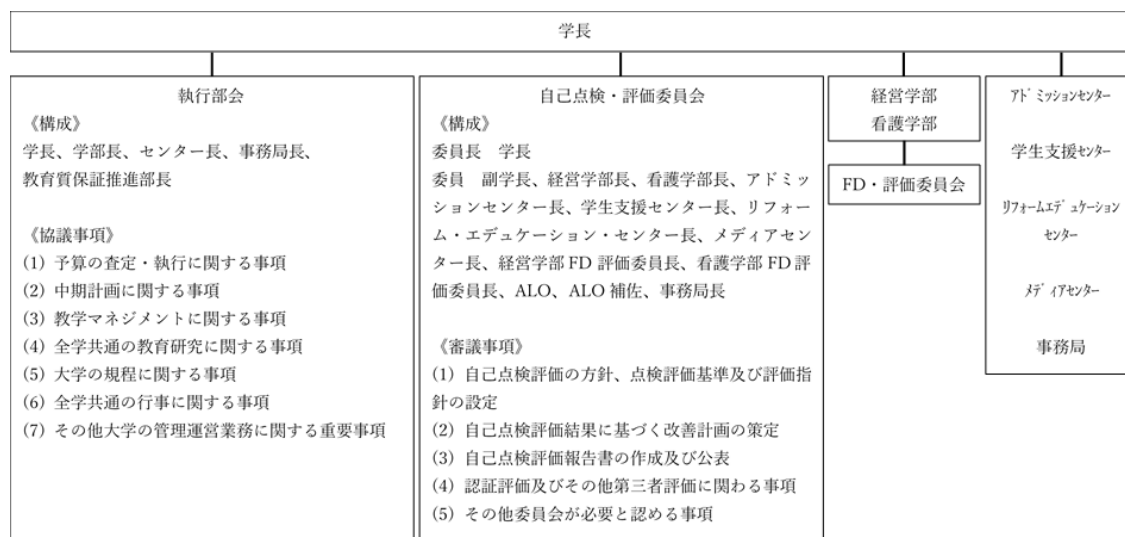 学長
執行部会
《構成》
学長、学部長、センター長、事務局長、
教育質保証推進部長
《協議事項》
(1) 予算の査定・執行に関する事項
(2) 中期計画に関する事項
(3) 教学マネジメントに関する事項
(4) 全学共通の教育研究に関する事項
(5) 大学の規程に関する事項
(6) 全学共通の行事に関する事項
(7) その他大学の管理運営業務に関する重要事項
自己点検・評価委員会
《構成》
委員長　学長
委員　副学長、経営学部長、看護学部長、アドミ
ッションセンター長、学生支援センター長、リフォー
ム・エデュケーション・センター長、メディアセン
ター長、経営学部 FD 評価委員長、看護学部 FD 評
価委員長、ALO、ALO 補佐、事務局長
《審議事項》
(1) 自己点検評価の方針、点検評価基準及び評価指
針の設定
(2) 自己点検評価結果に基づく改善計画の策定
(3) 自己点検評価報告書の作成及び公表
(4) 認証評価及びその他第三者評価に関わる事項
(5) その他委員会が必要と認める事項
経営学部
看護学部
FD・評価委員会
ｱﾄﾞﾐｯｼｮﾝｾﾝﾀｰ
学生支援ｾﾝﾀｰ
ﾘﾌｫｰﾑｴﾃﾞｭｹｰｼｮﾝ
ｾﾝﾀｰ
ﾒﾃﾞｨｱｾﾝﾀｰ
事務局